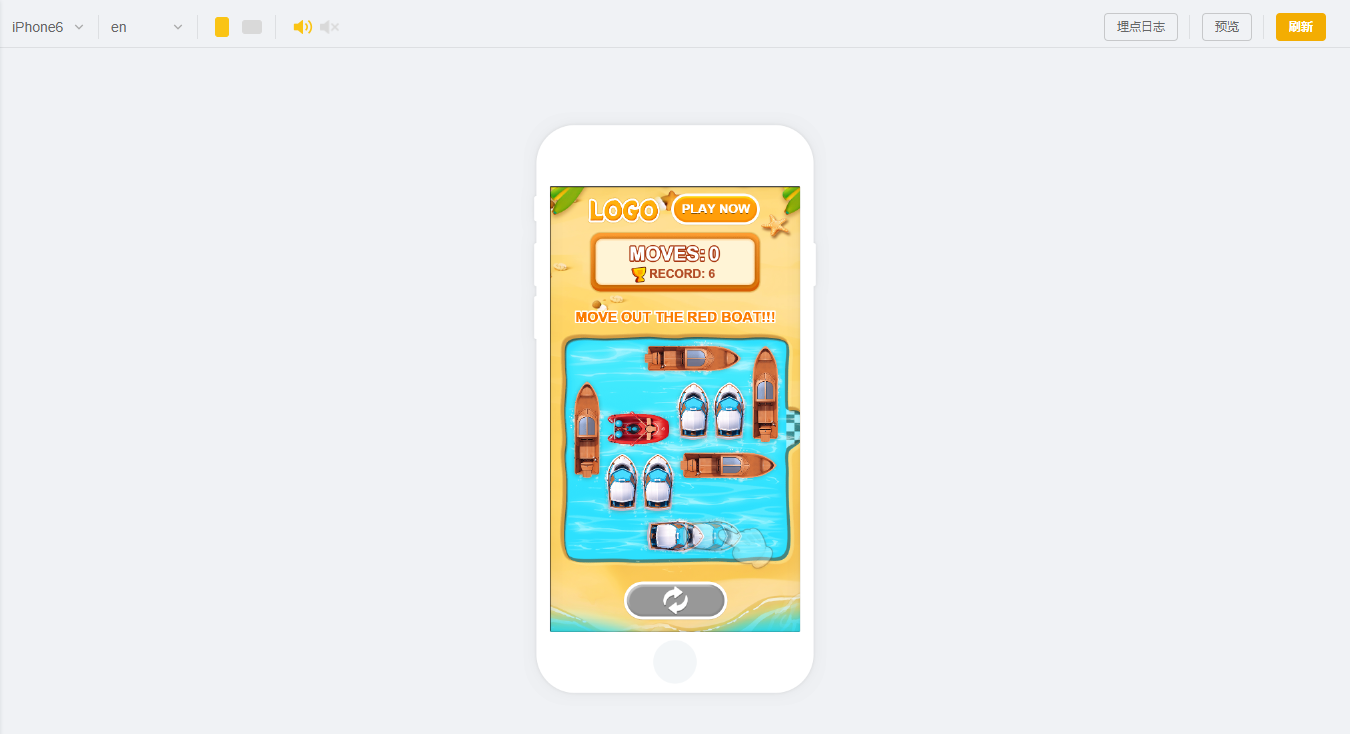 iPhone6
en
埋点日志
预览
刷新
LOGO
PLAY NOW
MOVES: 0
RECORD: 6
MOVE OUT THE RED BOAT!!!